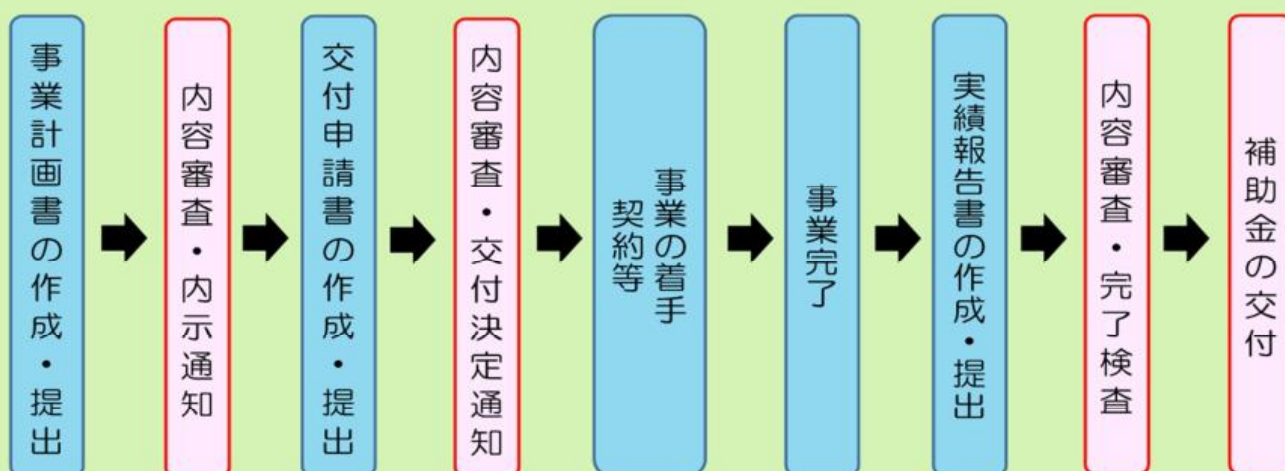 事業計画書の作成・提出
内容審査・内示通知
交付申請書の作成・提出
内容審査・交付決定通知
事業の着手
契約等
事業完了
実績報告書の作成・提出
内容審査・完了検査
補助金の交付